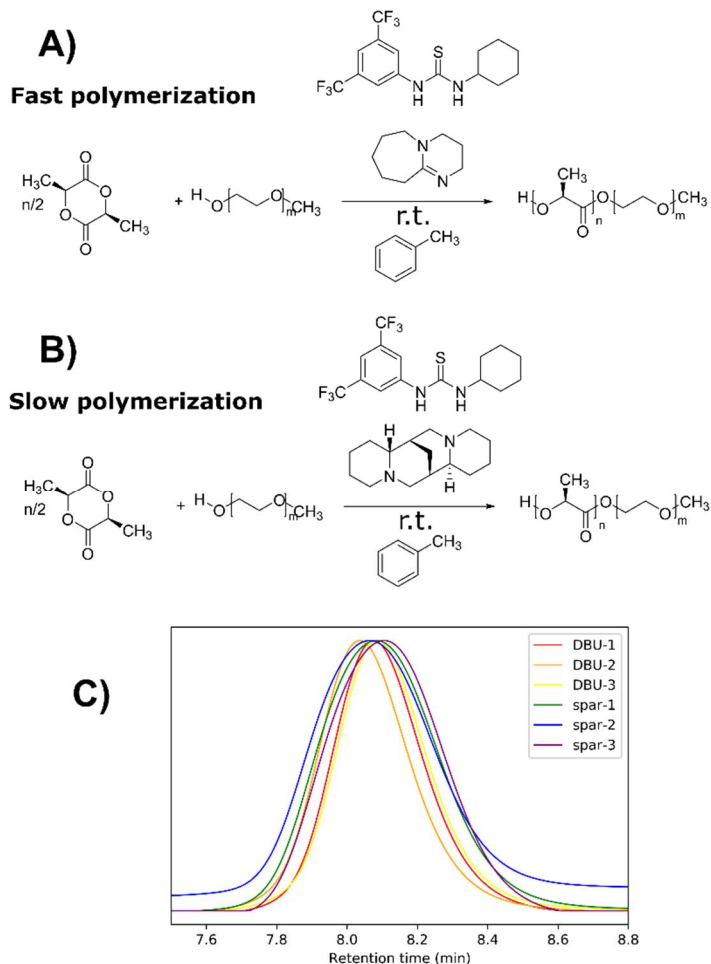 A)
Fast polymerization
CF3
F3C
S
N
H
N
H
O
H3C
O
n/2
O
CH3
O
+
H
O
O
m
CH3
N
N
r.t.
CH3
H
O
CH3
n
O
O
O
m
CH3
B)
Slow polymerization
CF3
F3C
S
N
H
N
H
O
H3C
O
n/2
O
CH3
O
+
H
O
O
m
CH3
H
N
N
H
r.t.
CH3
H
O
CH3
n
O
O
O
m
CH3
C)
DBU-1
DBU-2
DBU-3
spar-1
spar-2
spar-3
7.6 7.8 8.0 8.2 8.4 8.6 8.8
Retention time (min)